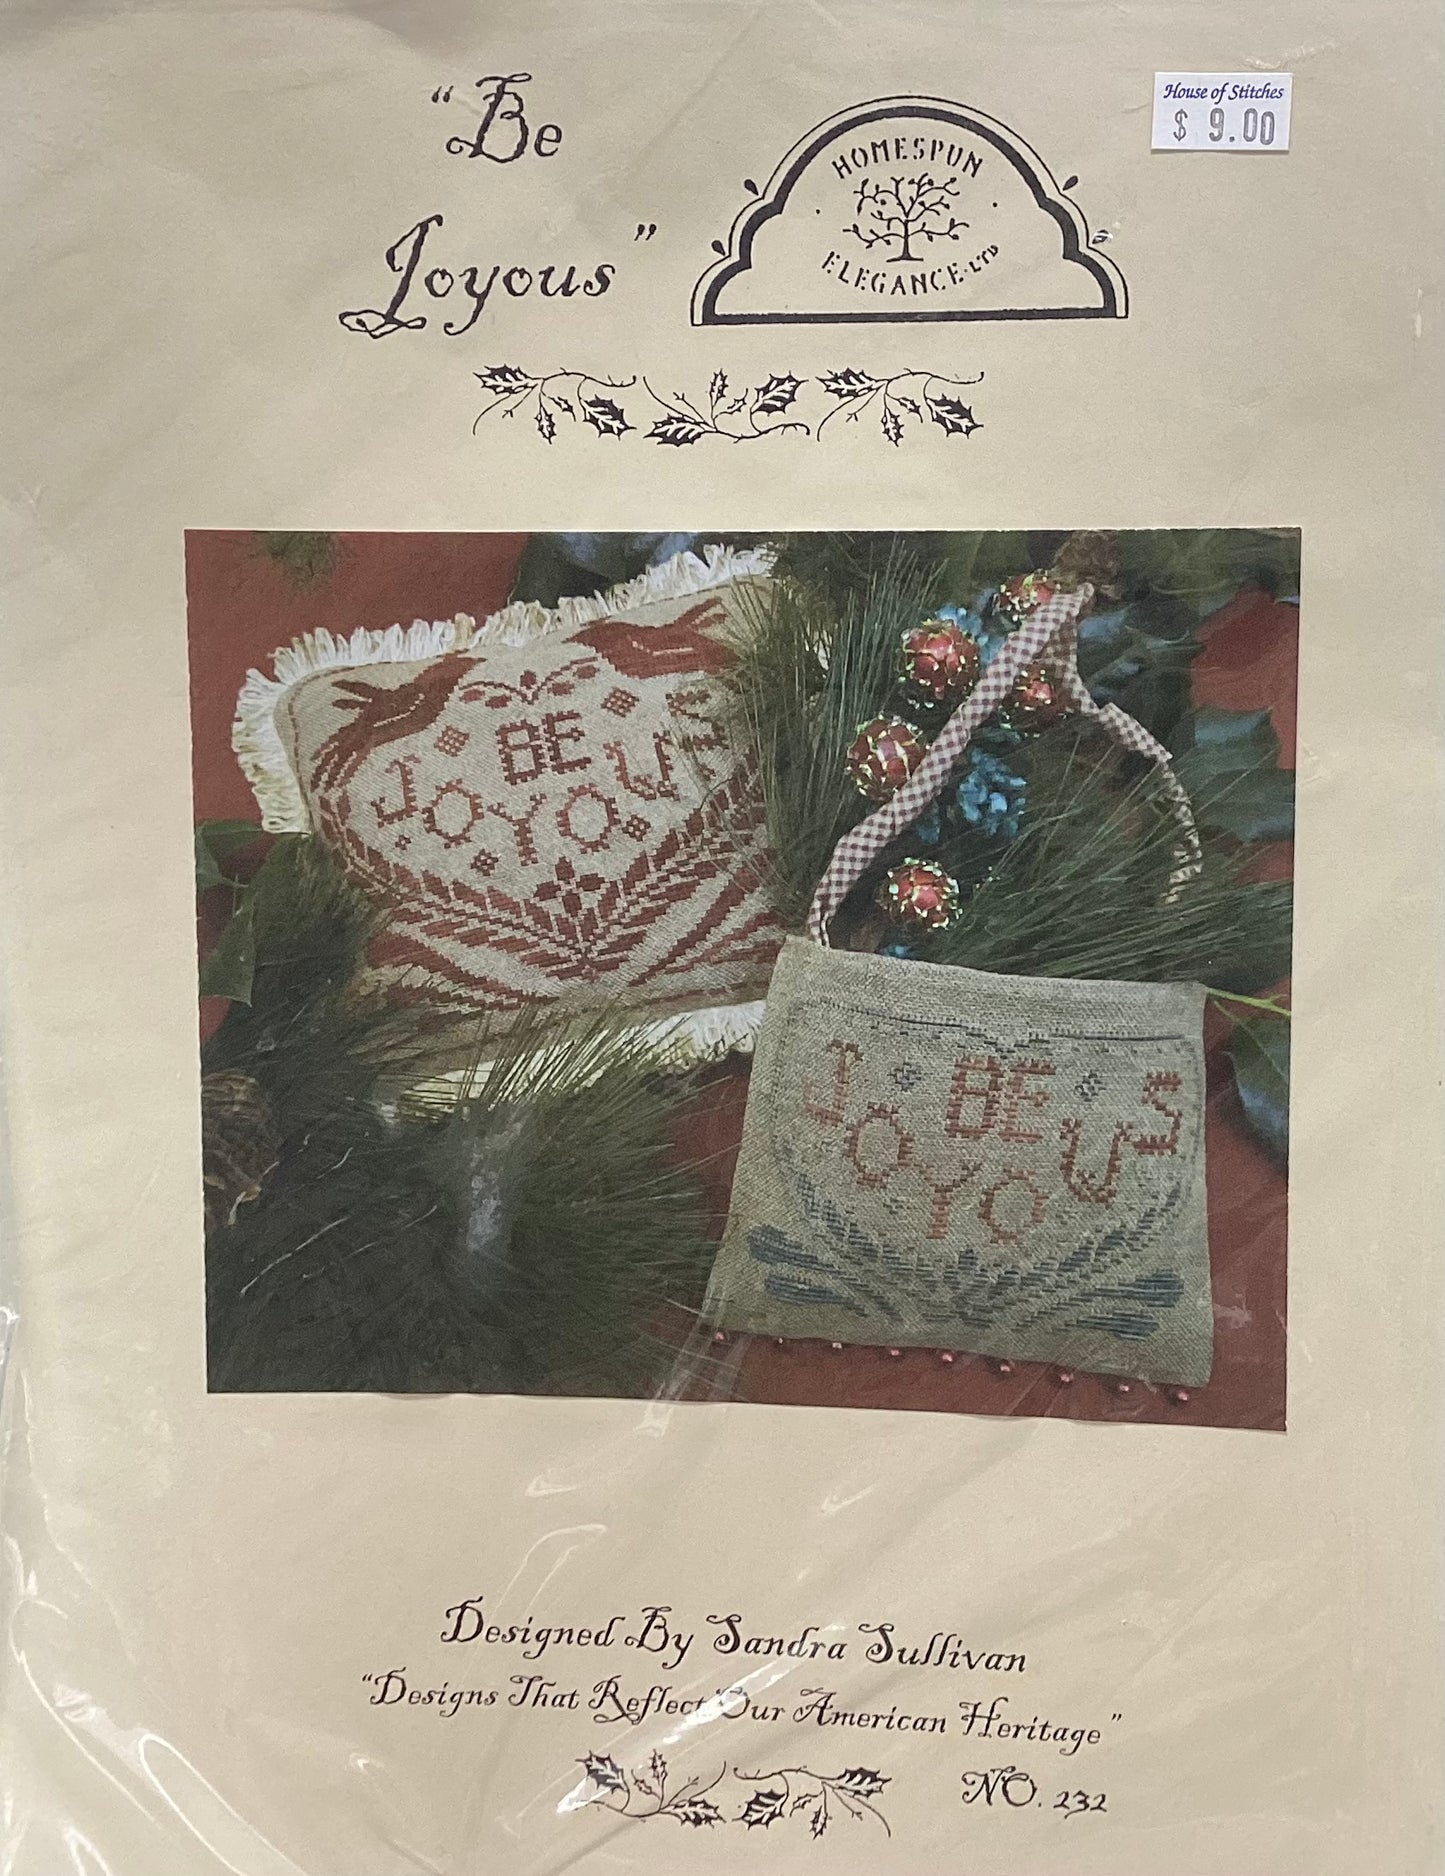 "Be
Joyous"
HOMESPUN
ELEGANCE·LTD
House of Stitches
$ 9.00
BE
JOYOUS
BE
JOYOUS
Designed By Sandra Sullivan
"Designs That Reflect Our American Heritage"
NO. 232